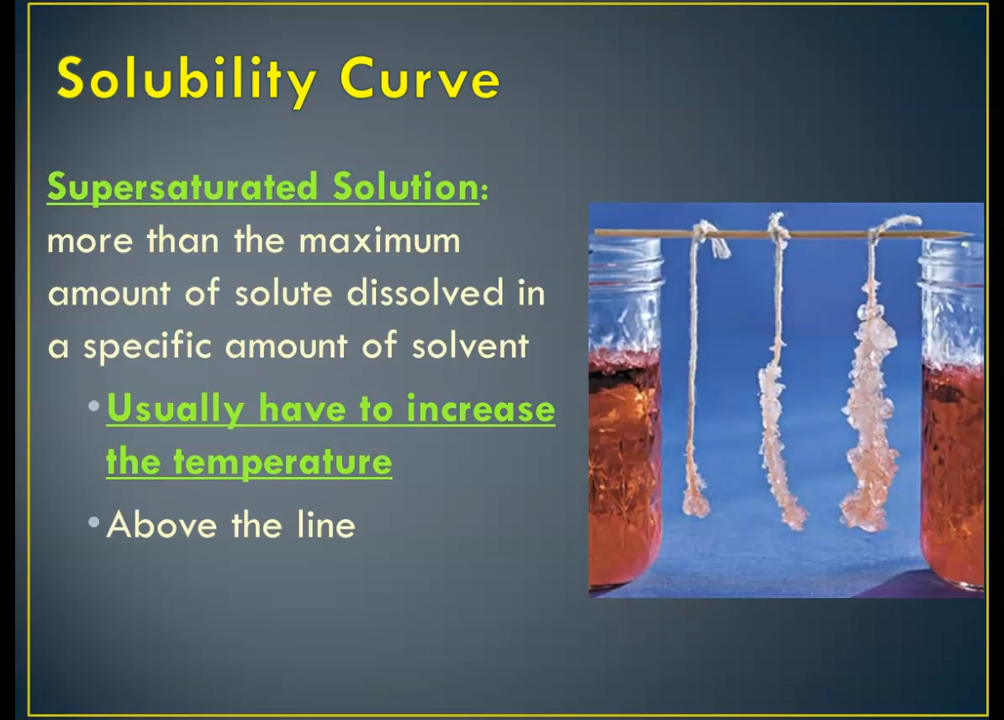 Solubility Curve
Supersaturated Solution:
more than the maximum
amount of solute dissolved in
a specific amount of solvent
•Usually have to increase
the temperature
•Above the line